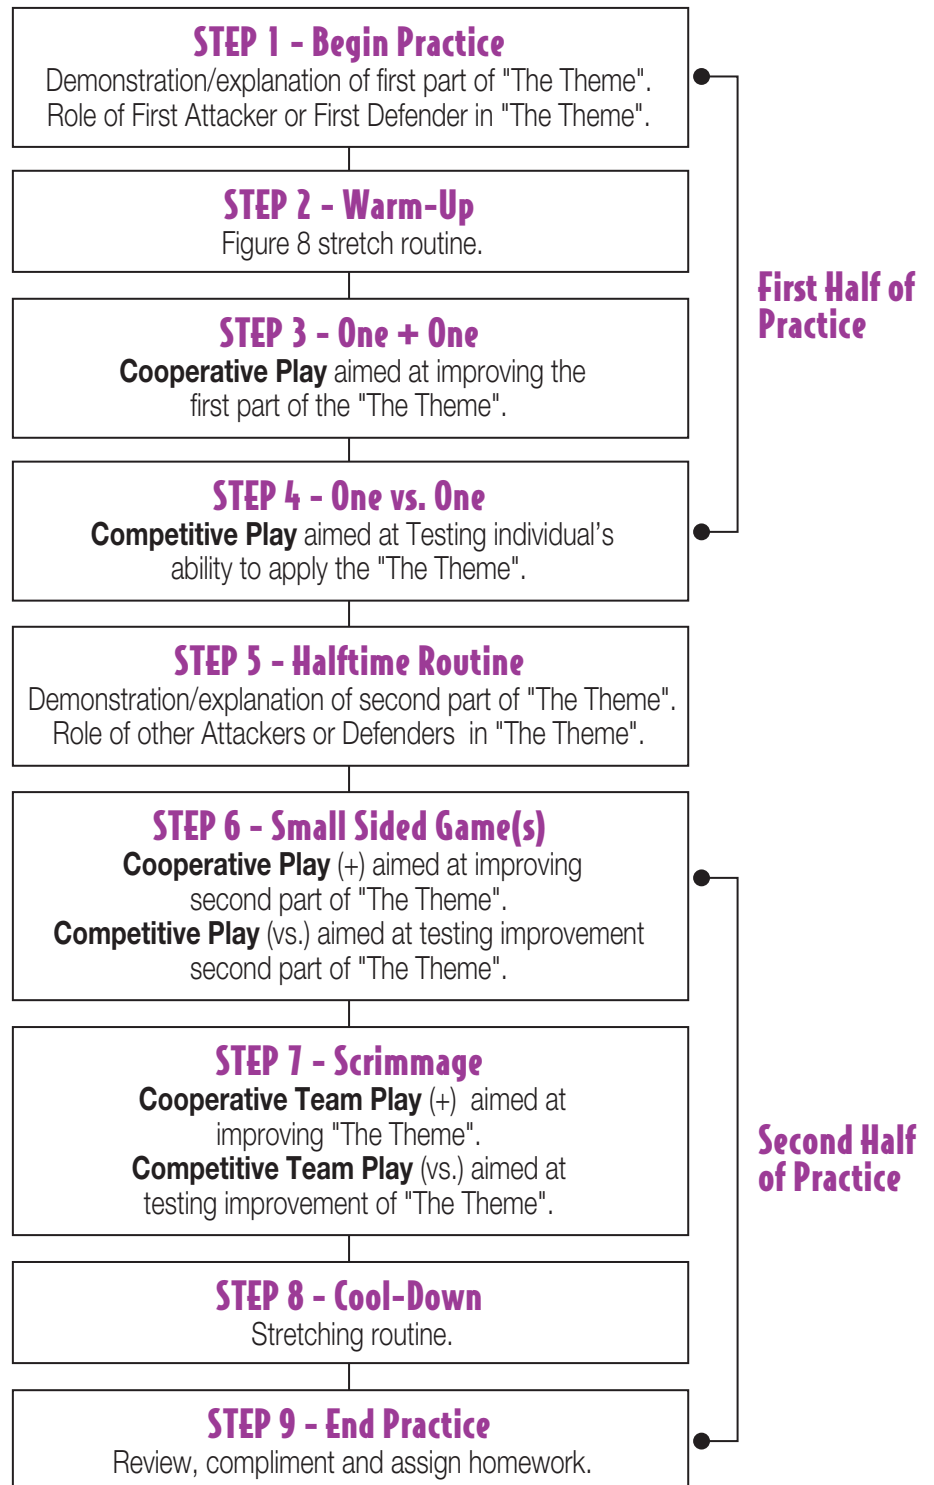 STEP 1 - Begin Practice
Demonstration/explanation of first part of "The Theme".
Role of First Attacker or First Defender in "The Theme".
STEP 2 - Warm-Up
Figure 8 stretch routine.
STEP 3 - One + One
Cooperative Play aimed at improving the
first part of the "The Theme".
STEP 4 - One vs. One
Competitive Play aimed at Testing individual’s
ability to apply the "The Theme".
First Half of
Practice
STEP 5 - Halftime Routine
Demonstration/explanation of second part of "The Theme".
Role of other Attackers or Defenders in "The Theme".
STEP 6 - Small Sided Game(s)
Cooperative Play (+) aimed at improving
second part of "The Theme".
Competitive Play (vs.) aimed at testing improvement
second part of "The Theme".
STEP 7 - Scrimmage
Cooperative Team Play (+) aimed at
improving "The Theme".
Competitive Team Play (vs.) aimed at
testing improvement of "The Theme".
STEP 8 - Cool-Down
Stretching routine.
STEP 9 - End Practice
Review, compliment and assign homework.
Second Half
of Practice